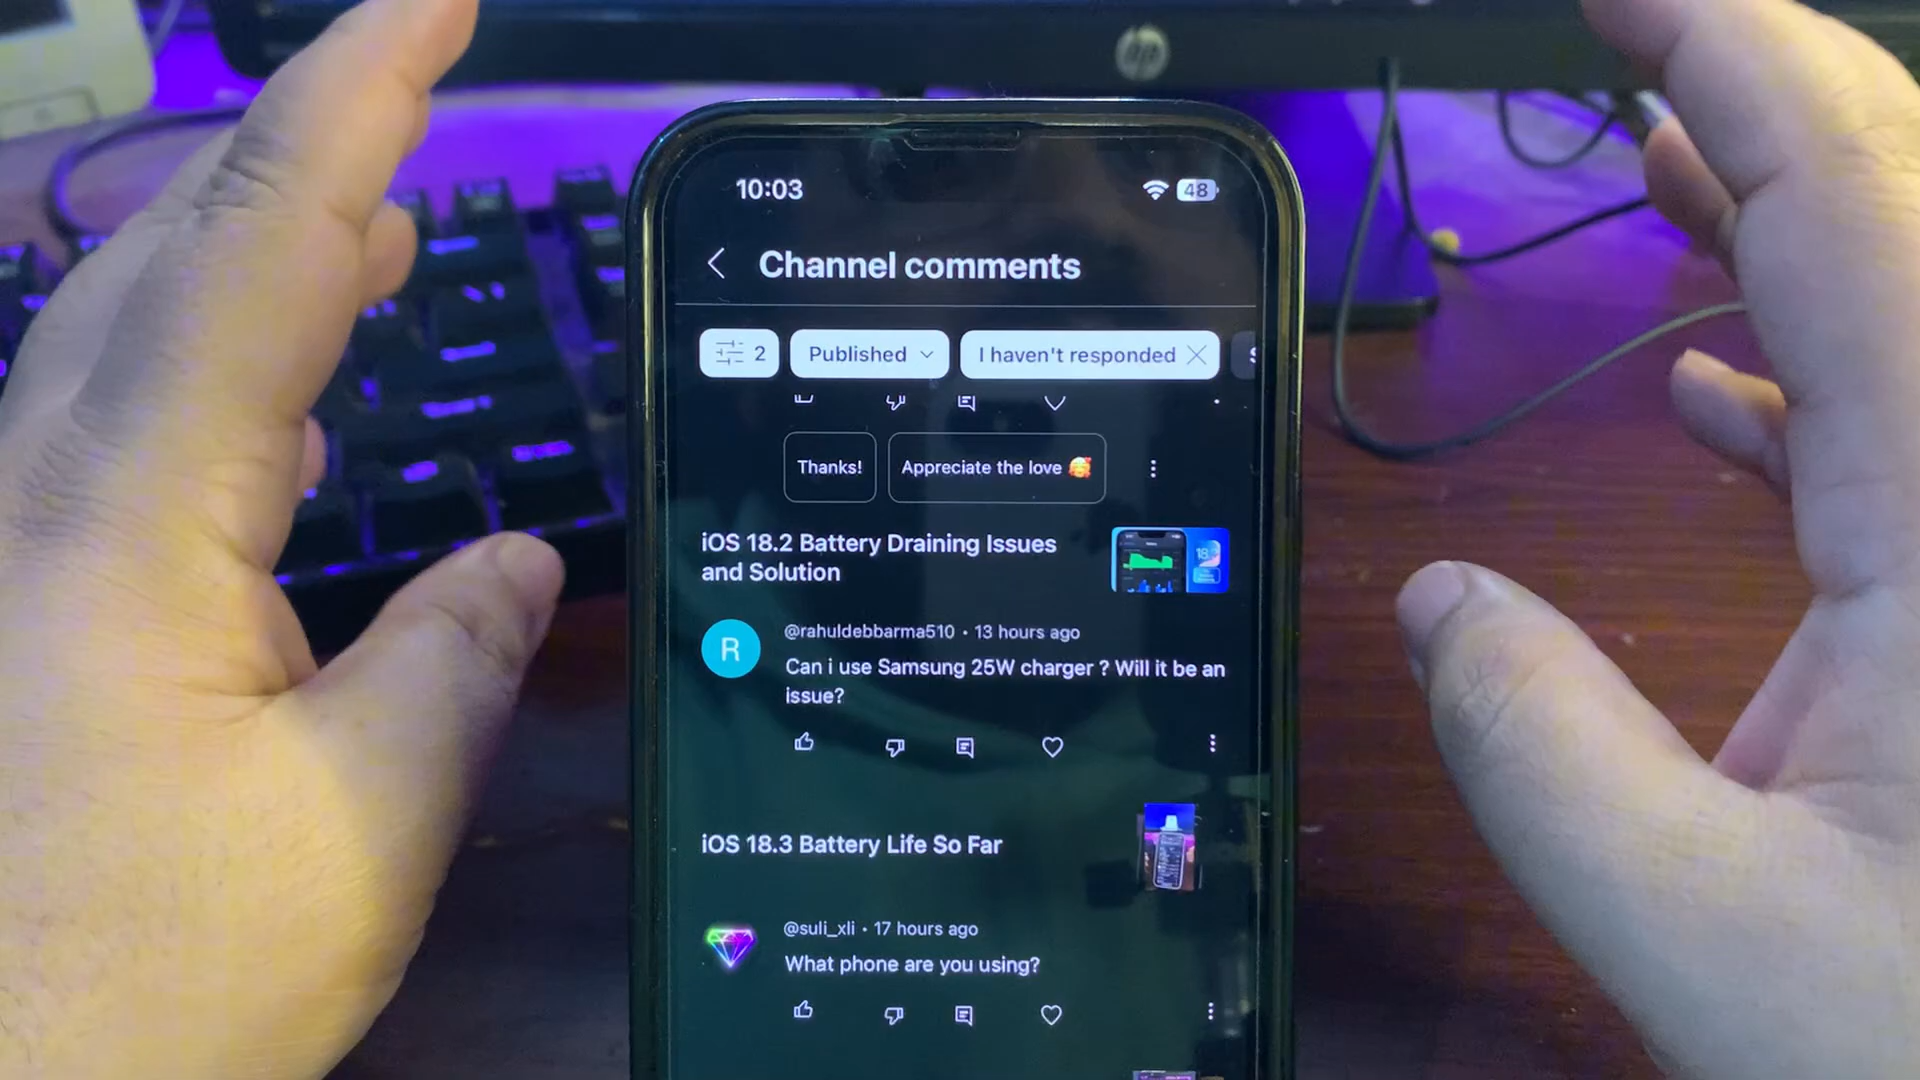 hp
10:03
48
Channel comments
2
Published
I haven't responded
Thanks!
Appreciate the love 🥰
iOS 18.2 Battery Draining Issues
and Solution
@rahuldebbarma510 • 13 hours ago
R
Can i use Samsung 25W charger ? Will it be an
issue?
iOS 18.3 Battery Life So Far
@suli_xli • 17 hours ago
What phone are you using?